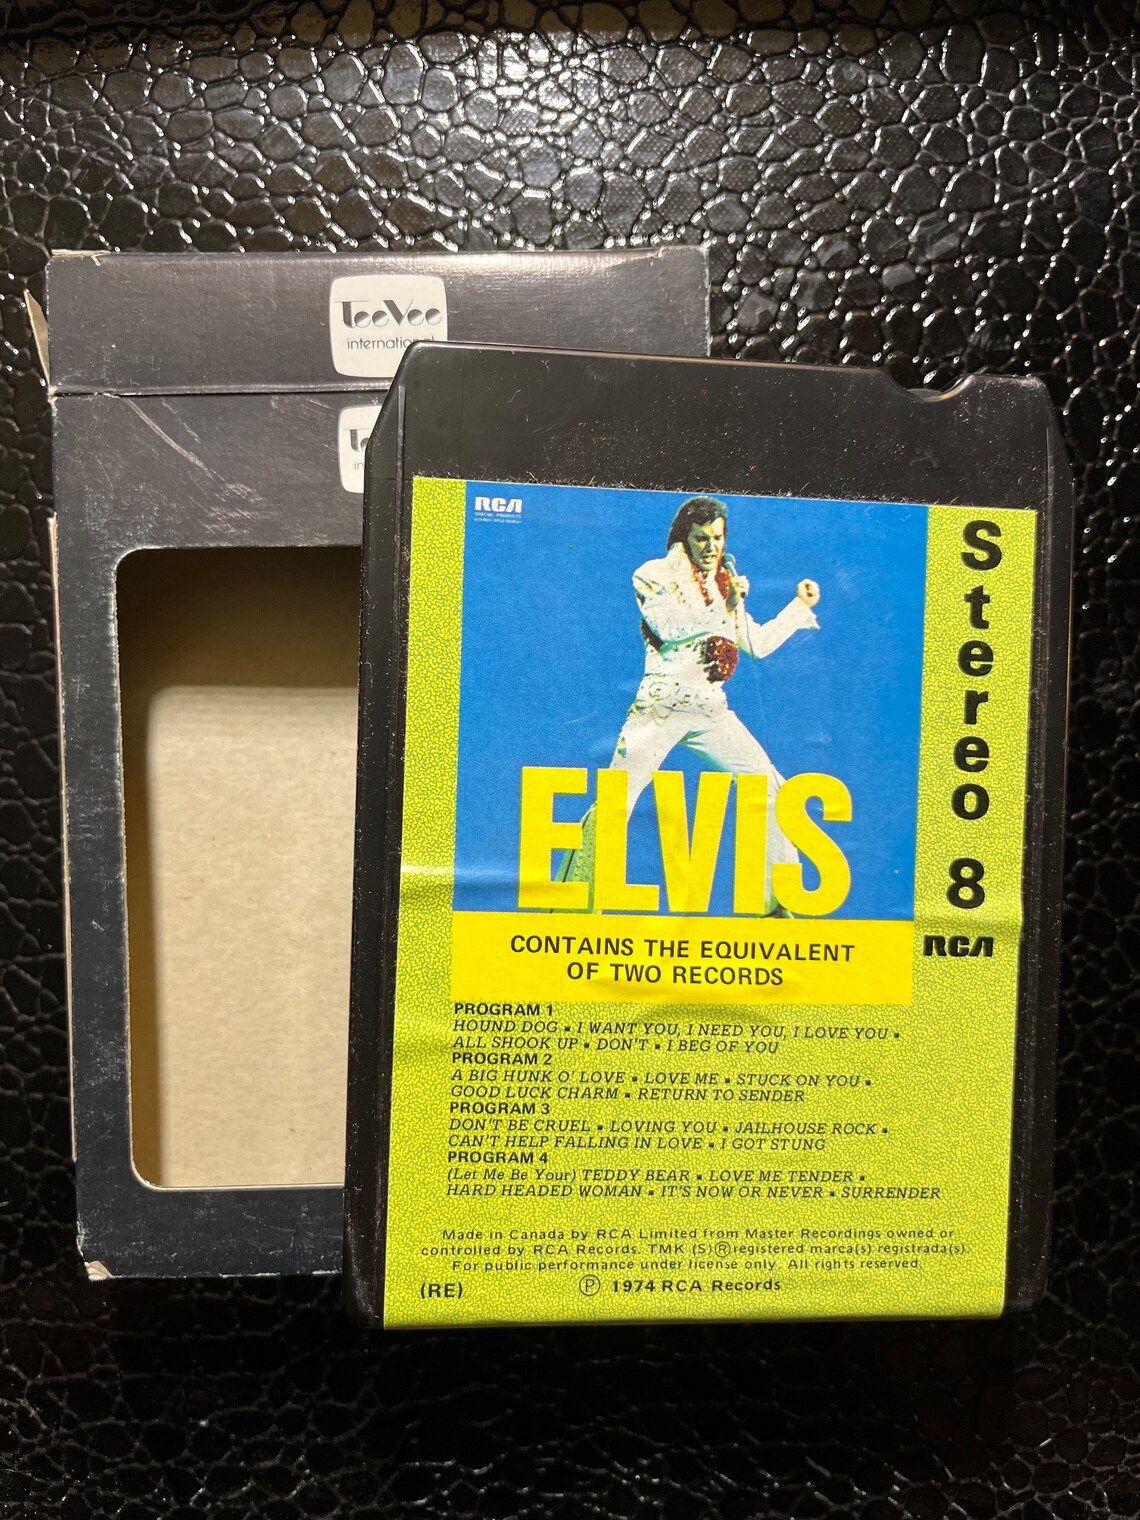 TeeVee
international
RCA
ELVIS
CONTAINS THE EQUIVALENT
OF TWO RECORDS
Stereo 8
RCA
PROGRAM 1
HOUND DOG ▪ I WANT YOU, I NEED YOU, I LOVE YOU ▪
ALL SHOOK UP ▪ DON'T ▪ I BEG OF YOU
PROGRAM 2
A BIG HUNK O' LOVE ▪ LOVE ME ▪ STUCK ON YOU ▪
GOOD LUCK CHARM ▪ RETURN TO SENDER
PROGRAM 3
DON'T BE CRUEL ▪ LOVING YOU ▪ JAILHOUSE ROCK ▪
CAN'T HELP FALLING IN LOVE ▪ I GOT STUNG
PROGRAM 4
(Let Me Be Your) TEDDY BEAR ▪ LOVE ME TENDER ▪
HARD HEADED WOMAN ▪ IT'S NOW OR NEVER ▪ SURRENDER
Made in Canada by RCA Limited from Master Recordings owned or
controlled by RCA Records. TMK (S)® registered marca(s) registrada(s).
For public performance under license only. All rights reserved.
(RE) ℗ 1974 RCA Records